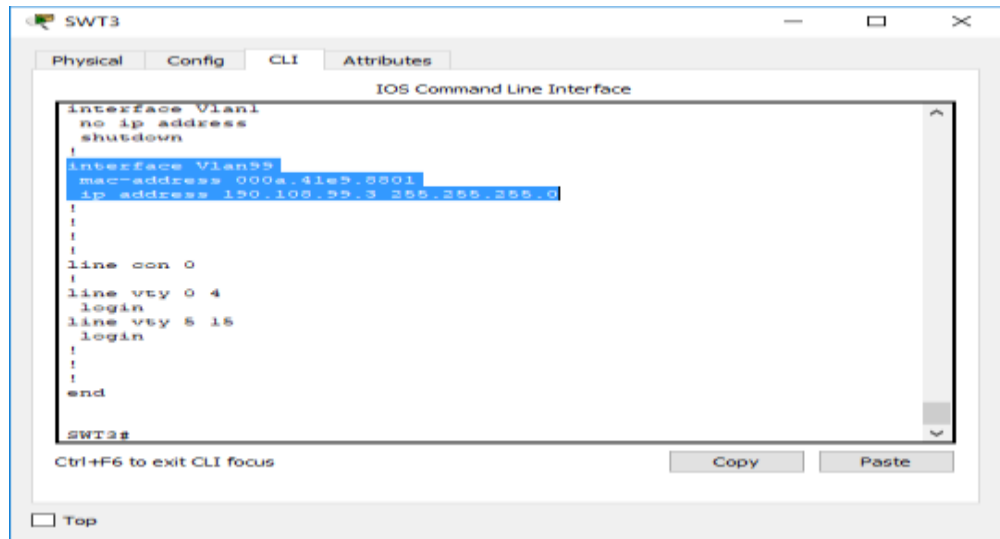 SWT3
Physical Config CLI Attributes
IOS Command Line Interface
interface Vlan1
no ip address
shutdown
!
interface Vlan99
mac-address 000a.41e9.8801
ip address 190.108.99.3 255.255.255.0
!
!
!
!
line con 0
!
line vty 0 4
login
line vty 5 15
login
!
!
!
end
SWT3#
Ctrl+F6 to exit CLI focus
Copy Paste
Top